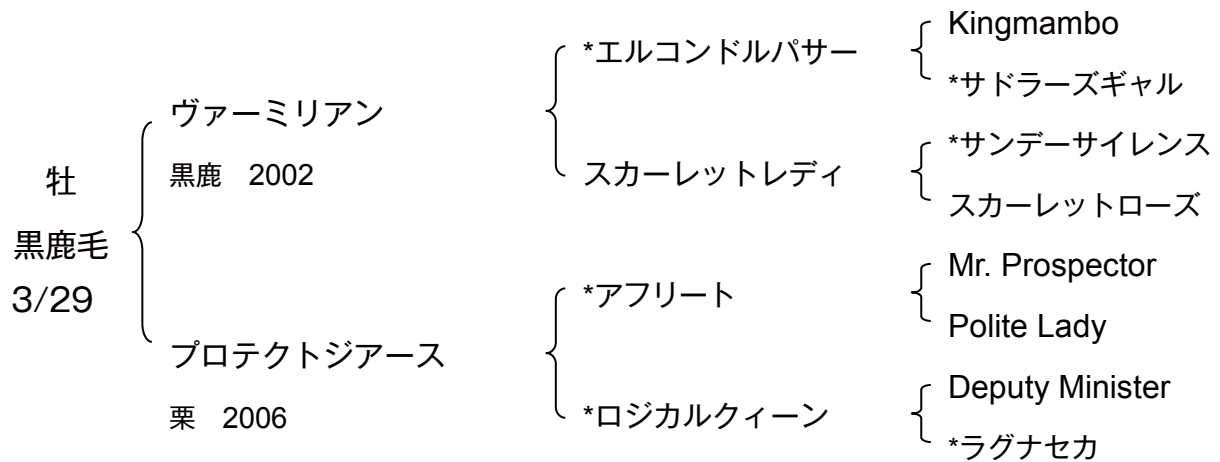 牡
黒鹿毛
3/29
ヴァーミリアン
黒鹿　2002
プロテクトジアース
栗　2006
*エルコンドルパサー
スカーレットレディ
*アフリート
*ロジカルクィーン
Kingmambo
*サドラーズギャル
*サンデーサイレンス
スカーレットローズ
Mr. Prospector
Polite Lady
Deputy Minister
*ラグナセカ